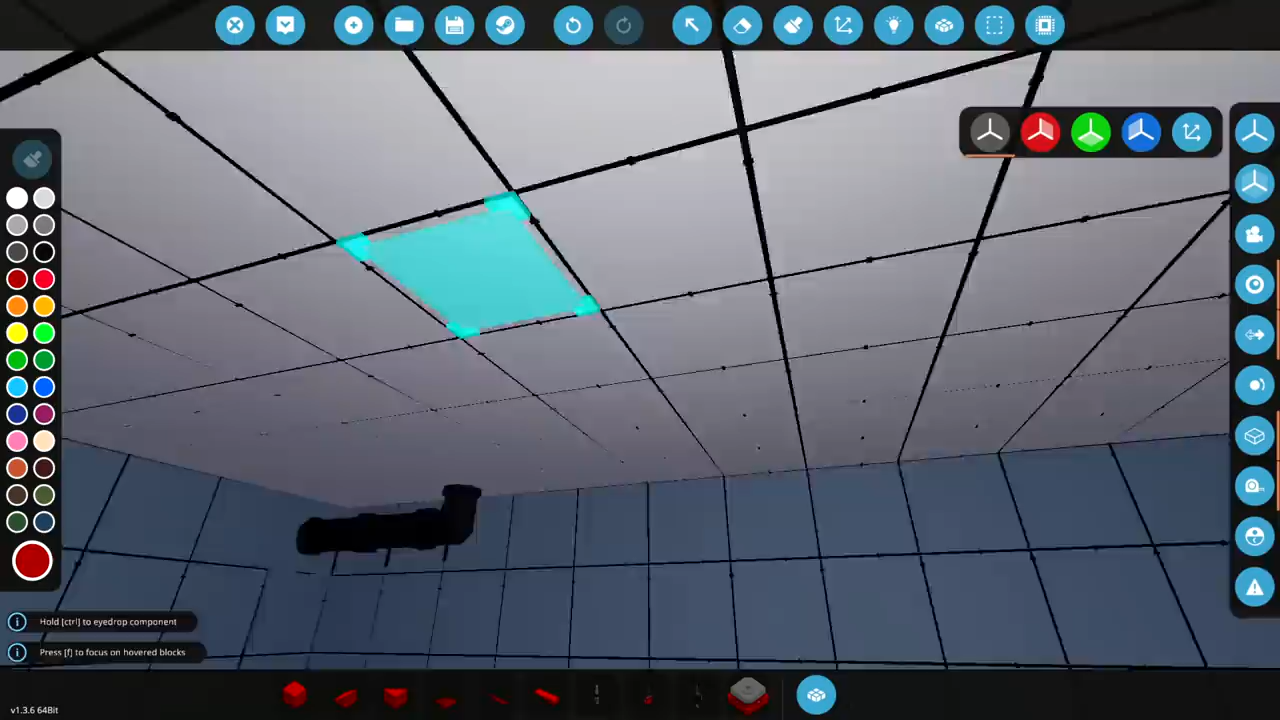 Hold [ctrl] to eyedrop component
Press [f] to focus on hovered blocks
v1.3.6 64Bit